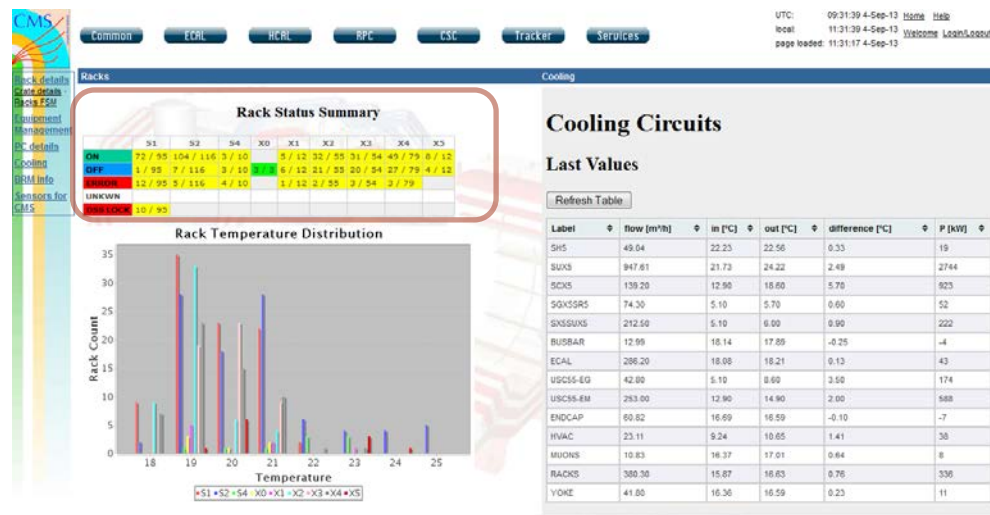 CMS
Common ECAL HCAL RPC CSC Tracker Services
UTC: 09:31:39 4-Sep-13 Home Help
local: 11:31:39 4-Sep-13 Welcome Login/Logout
page loaded: 11:31:17 4-Sep-13
Rack details
Crate details -
Racks FSM
Equipment
Management
PC details
Cooling
BRM info
Sensors for
CMS
Racks
Rack Status Summary
S1 S2 S4 X0 X1 X2 X3 X4 X5
ON 72 / 95 104 / 116 3 / 10 5 / 12 32 / 55 31 / 54 49 / 79 8 / 12
OFF 1 / 95 7 / 116 3 / 10 3 / 3 6 / 12 21 / 55 20 / 54 27 / 79 4 / 12
ERROR 12 / 95 5 / 116 4 / 10 1 / 12 2 / 55 3 / 54 3 / 79
UNKWN
DSS LOCK 10 / 95
Rack Temperature Distribution
Rack Count
35
30
25
20
15
10
5
0
18 19 20 21 22 23 24 25
Temperature
S1 S2 S4 X0 X1 X2 X3 X4 X5
Cooling
Cooling Circuits
Last Values
Refresh Table
Label flow [m³/h] in [°C] out [°C] difference [°C] P [kW]
SH5 49.04 22.23 22.56 0.33 19
SUX5 947.61 21.73 24.22 2.49 2744
SCX5 139.20 12.90 18.60 5.70 923
SGX5SR5 74.30 5.10 5.70 0.60 52
SX5SUX5 212.50 5.10 6.00 0.90 222
BUSBAR 12.99 18.14 17.89 -0.25 -4
ECAL 286.20 18.08 18.21 0.13 43
USC55-EG 42.80 5.10 8.60 3.50 174
USC55-EM 253.00 12.90 14.90 2.00 588
ENDCAP 60.82 16.69 16.59 -0.10 -7
HVAC 23.11 9.24 10.65 1.41 38
MUONS 10.83 16.37 17.01 0.64 8
RACKS 380.30 15.87 16.63 0.76 336
YOKE 41.80 16.36 16.59 0.23 11